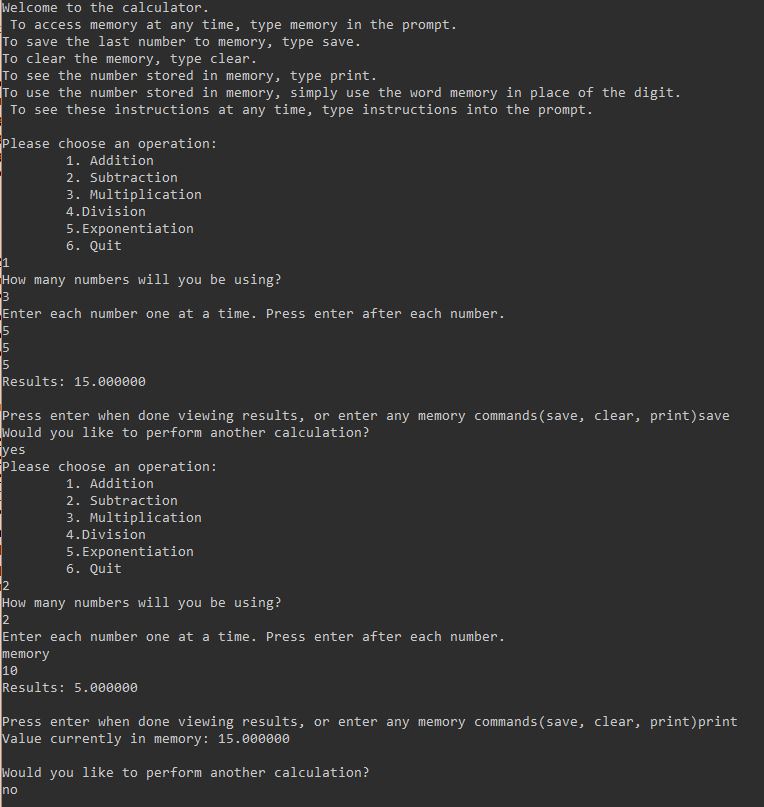 Welcome to the calculator.
 To access memory at any time, type memory in the prompt.
To save the last number to memory, type save.
To clear the memory, type clear.
To see the number stored in memory, type print.
To use the number stored in memory, simply use the word memory in place of the digit.
 To see these instructions at any time, type instructions into the prompt.

Please choose an operation:
        1. Addition
        2. Subtraction
        3. Multiplication
        4.Division
        5.Exponentiation
        6. Quit
1
How many numbers will you be using?
3
Enter each number one at a time. Press enter after each number.
5
5
5
Results: 15.000000

Press enter when done viewing results, or enter any memory commands(save, clear, print)save
Would you like to perform another calculation?
yes
Please choose an operation:
        1. Addition
        2. Subtraction
        3. Multiplication
        4.Division
        5.Exponentiation
        6. Quit
2
How many numbers will you be using?
2
Enter each number one at a time. Press enter after each number.
memory
10
Results: 5.000000

Press enter when done viewing results, or enter any memory commands(save, clear, print)print
Value currently in memory: 15.000000

Would you like to perform another calculation?
no